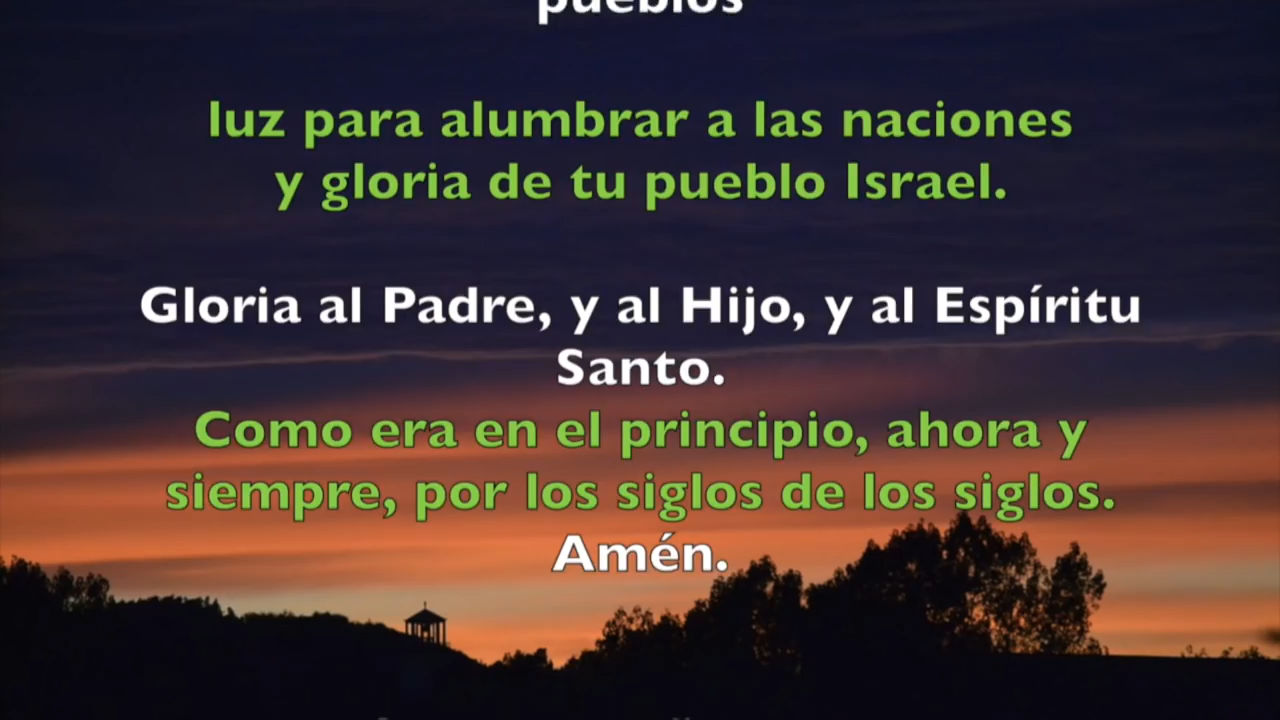 pueblos
luz para alumbrar a las naciones
y gloria de tu pueblo Israel.
Gloria al Padre, y al Hijo, y al Espíritu
Santo.
Como era en el principio, ahora y
siempre, por los siglos de los siglos.
Amén.